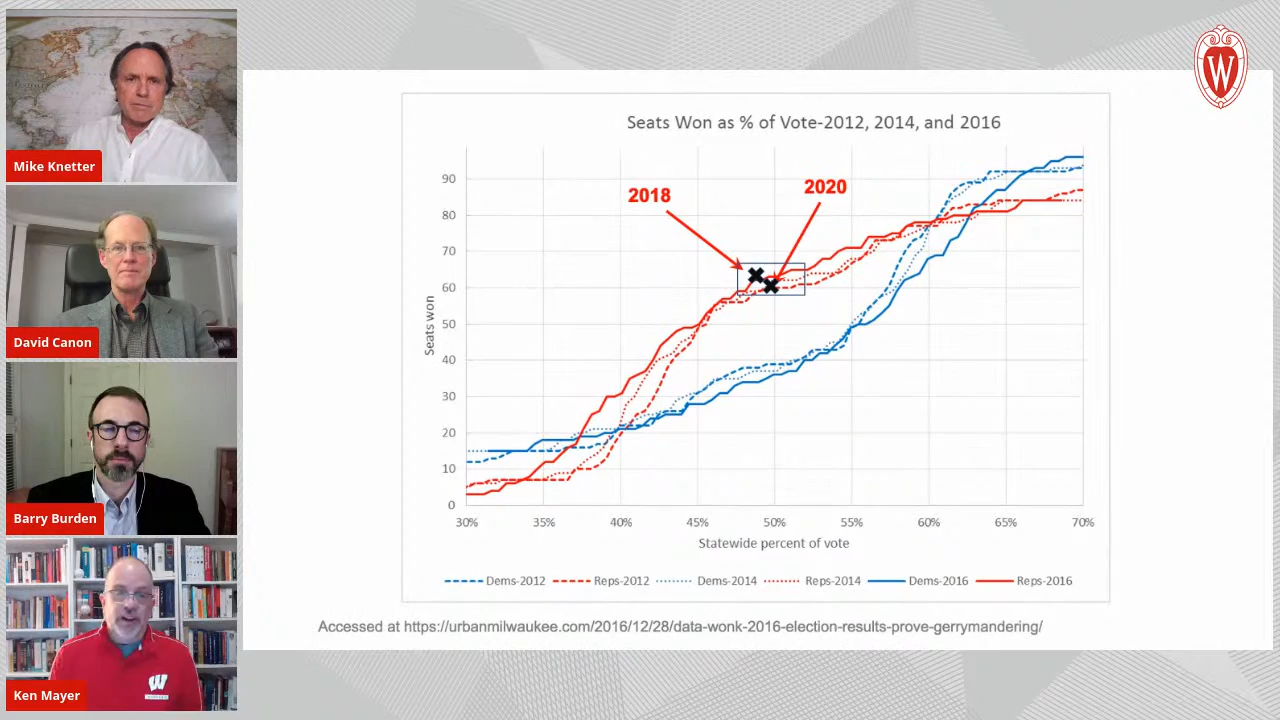 Mike Knetter
David Canon
Barry Burden
Ken Mayer
W
W
Seats Won as % of Vote-2012, 2014, and 2016
2018
2020
Seats won
90
80
70
60
50
40
30
20
10
0
30% 35% 40% 45% 50% 55% 60% 65% 70%
Statewide percent of vote
Dems-2012 Reps-2012 Dems-2014 Reps-2014 Dems-2016 Reps-2016
Accessed at https://urbanmilwaukee.com/2016/12/28/data-wonk-2016-election-results-prove-gerrymandering/